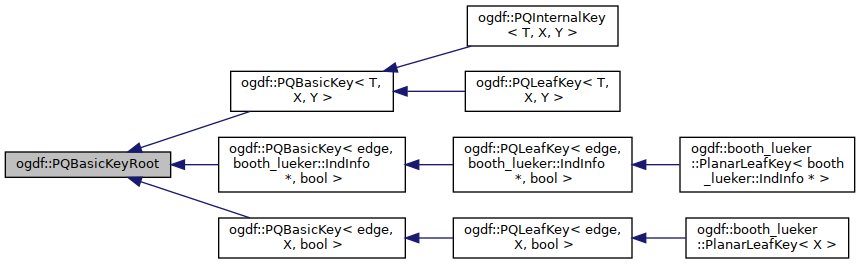 ogdf::PQInternalKey
< T, X, Y >
ogdf::PQBasicKey< T,
X, Y >
ogdf::PQLeafKey< T,
X, Y >
ogdf::PQBasicKeyRoot
ogdf::PQBasicKey< edge,
booth_lueker::IndInfo
*, bool >
ogdf::PQLeafKey< edge,
booth_lueker::IndInfo
*, bool >
ogdf::booth_lueker
::PlanarLeafKey< booth
_lueker::IndInfo * >
ogdf::PQBasicKey< edge,
X, bool >
ogdf::PQLeafKey< edge,
X, bool >
ogdf::booth_lueker
::PlanarLeafKey< X >